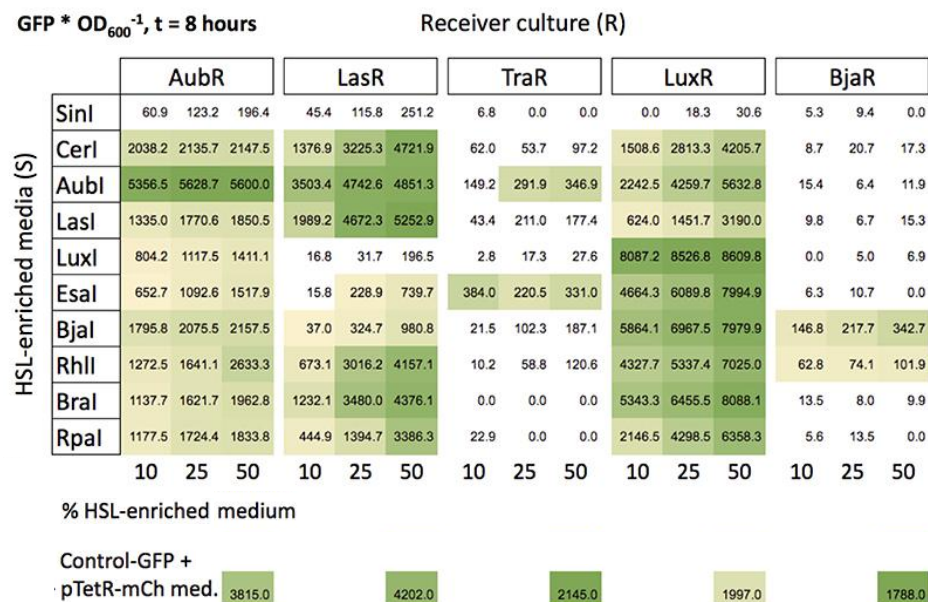 GFP * OD600-1, t = 8 hours Receiver culture (R)
AubR LasR TraR LuxR BjaR
HSL-enriched media (S)
SinI 60.9 123.2 196.4 45.4 115.8 251.2 6.8 0.0 0.0 0.0 18.3 30.6 5.3 9.4 0.0
CerI 2038.2 2135.7 2147.5 1376.9 3225.3 4721.9 62.0 53.7 97.2 1508.6 2813.3 4205.7 8.7 20.7 17.3
AubI 5356.5 5628.7 5600.0 3503.4 4742.6 4851.3 149.2 291.9 346.9 2242.5 4259.7 5632.8 15.4 6.4 11.9
LasI 1335.0 1770.6 1850.5 1989.2 4672.3 5252.9 43.4 211.0 177.4 624.0 1451.7 3190.0 9.8 6.7 15.3
LuxI 804.2 1117.5 1411.1 16.8 31.7 196.5 2.8 17.3 27.6 8087.2 8526.8 8609.8 0.0 5.0 6.9
EsaI 652.7 1092.6 1517.9 15.8 228.9 739.7 384.0 220.5 331.0 4664.3 6089.8 7994.9 6.3 10.7 0.0
BjaI 1795.8 2075.5 2157.5 37.0 324.7 980.8 21.5 102.3 187.1 5864.1 6967.5 7979.9 146.8 217.7 342.7
RhlI 1272.5 1641.1 2633.3 673.1 3016.2 4157.1 10.2 58.8 120.6 4327.7 5337.4 7025.0 62.8 74.1 101.9
BraI 1137.7 1621.7 1962.8 1232.1 3480.0 4376.1 0.0 0.0 0.0 5343.3 6455.5 8088.1 13.5 8.0 9.9
RpaI 1177.5 1724.4 1833.8 444.9 1394.7 3386.3 22.9 0.0 0.0 2146.5 4298.5 6358.3 5.6 13.5 0.0
10 25 50 10 25 50 10 25 50 10 25 50 10 25 50
% HSL-enriched medium
Control-GFP +
pTetR-mCh med. 3815.0 4202.0 2145.0 1997.0 1788.0